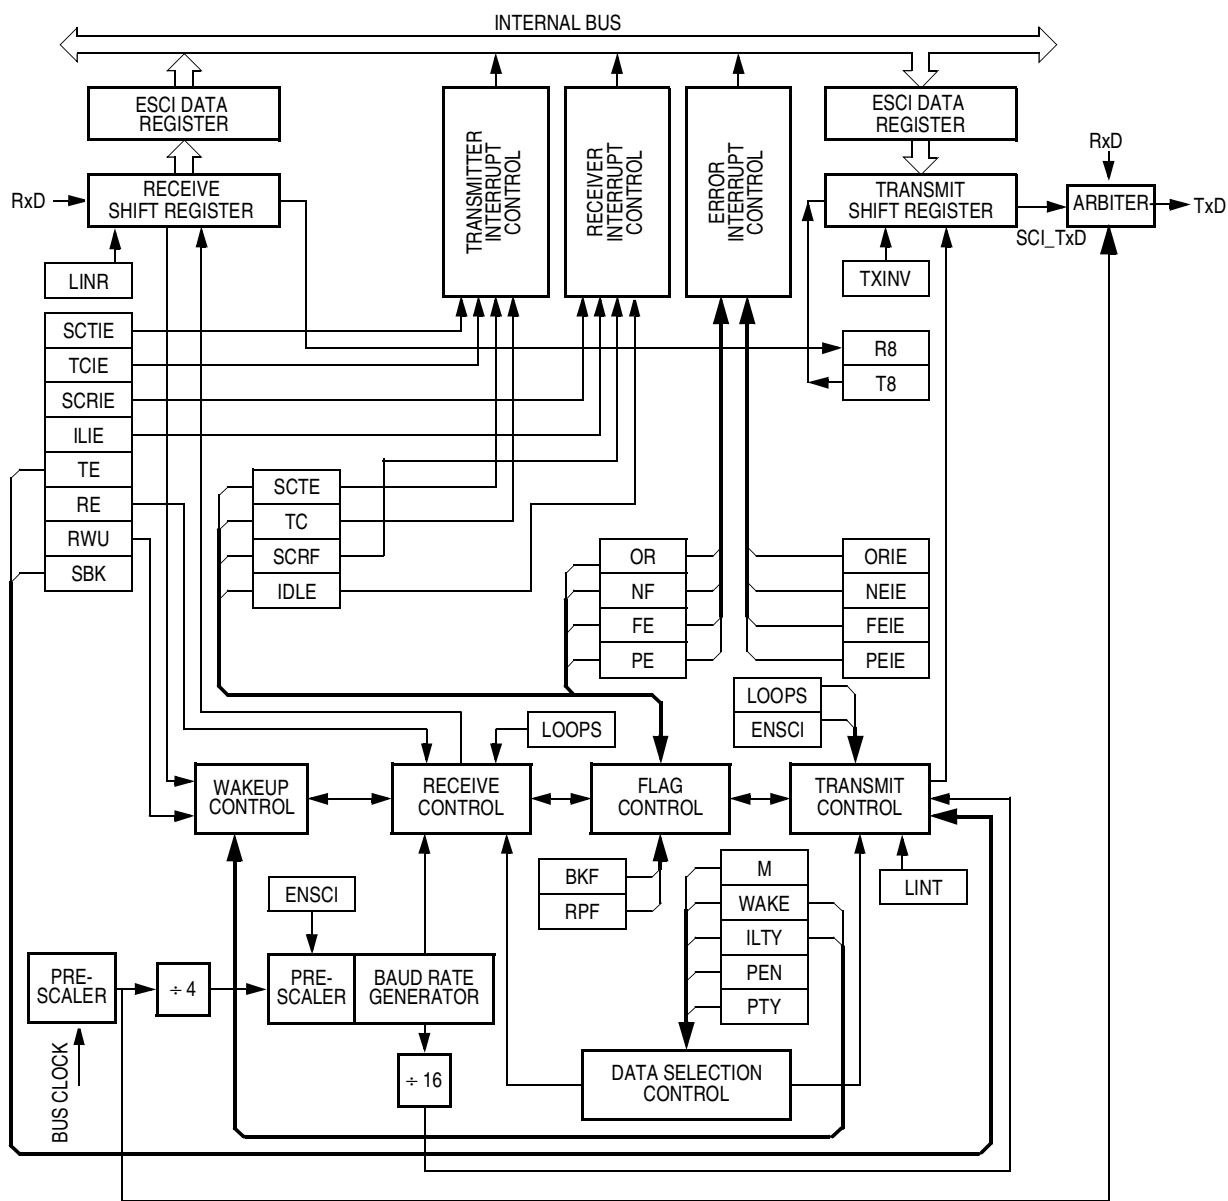 INTERNAL BUS
ESCI DATA
REGISTER
RECEIVE
SHIFT REGISTER
RxD
LINR
TRANSMITTER
INTERRUPT
CONTROL
RECEIVER
INTERRUPT
CONTROL
ERROR
INTERRUPT
CONTROL
ESCI DATA
REGISTER
TRANSMIT
SHIFT REGISTER
RxD
ARBITER
TxD
SCI_TxD
TXINV
R8
T8
SCTIE
TCIE
SCRIE
ILIE
TE
RE
RWU
SBK
SCTE
TC
SCRF
IDLE
OR
NF
FE
PE
ORIE
NEIE
FEIE
PEIE
LOOPS
ENSCI
LOOPS
WAKEUP
CONTROL
RECEIVE
CONTROL
FLAG
CONTROL
TRANSMIT
CONTROL
BKF
RPF
M
WAKE
ILTY
PEN
PTY
LINT
ENSCI
PRE-
SCALER
÷ 4
PRE-
SCALER
BAUD RATE
GENERATOR
÷ 16
DATA SELECTION
CONTROL
BUS CLOCK